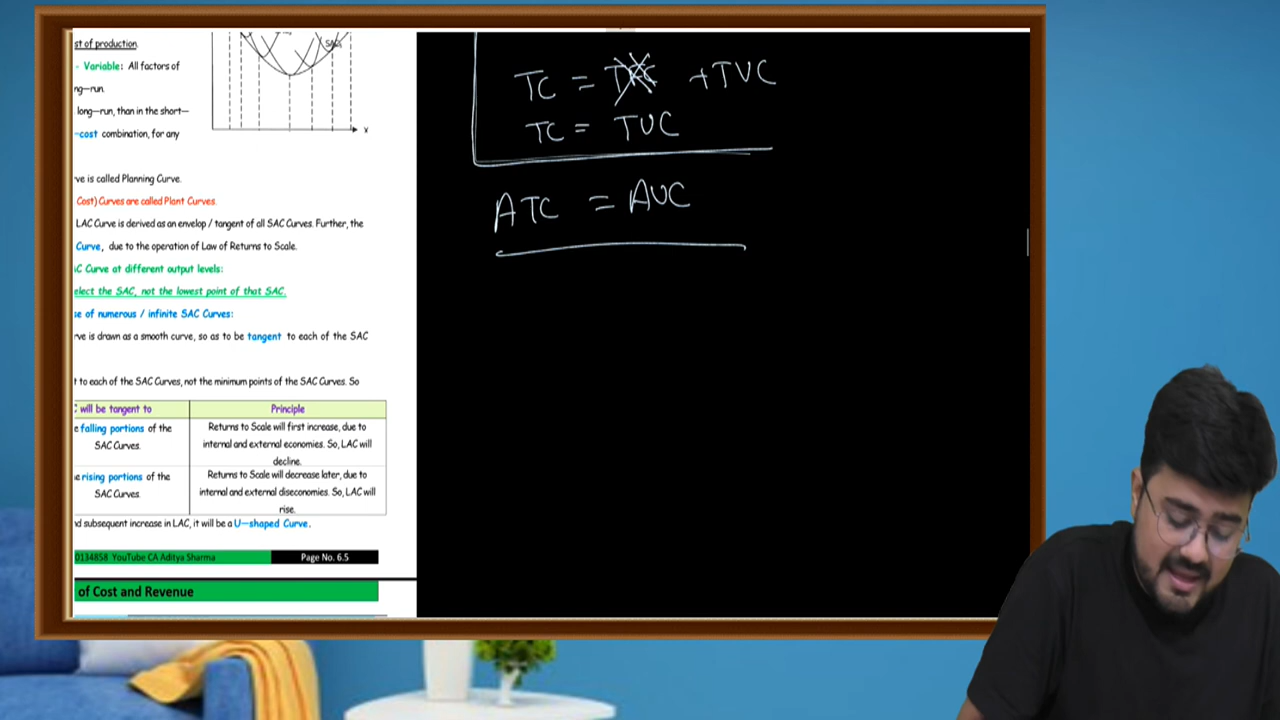 st of production
- Variable: All factors of
ng-run.
long-run, than in the short-
-cost combination, for any
SAC
x
ve is called Planning Curve.
Cost) Curves are called Plant Curves.
LAC Curve is derived as an envelop / tangent of all SAC Curves. Further, the
Curve, due to the operation of Law of Returns to Scale.
C Curve at different output levels:
elect the SAC, not the lowest point of that SAC.
se of numerous / infinite SAC Curves:
rve is drawn as a smooth curve, so as to be tangent to each of the SAC
t to each of the SAC Curves, not the minimum points of the SAC Curves. So
C will be tangent to Principle
e falling portions of the SAC Curves. Returns to Scale will first increase, due to
internal and external economies. So, LAC will
decline.
e rising portions of the SAC Curves. Returns to Scale will decrease later, due to
internal and external diseconomies. So, LAC will
rise.
nd subsequent increase in LAC, it will be a U-shaped Curve.
0134858 YouTube CA Aditya Sharma Page No. 6.5
of Cost and Revenue
TC = TFC + TVC
TC = TVC
ATC = AVC